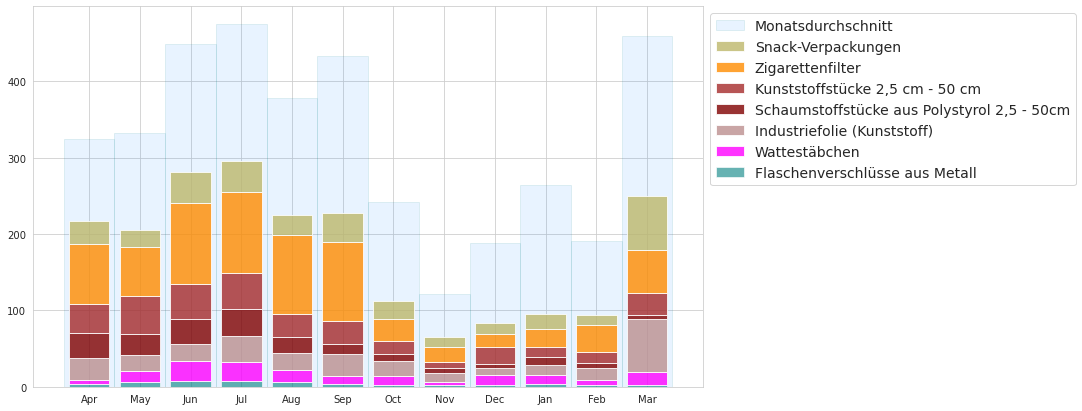 400
300
200
100
0
Apr May Jun Jul Aug Sep Oct Nov Dec Jan Feb Mar
Monatsdurchschnitt
Snack-Verpackungen
Zigarettenfilter
Kunststoffstücke 2,5 cm - 50 cm
Schaumstoffstücke aus Polystyrol 2,5 - 50cm
Industriefolie (Kunststoff)
Wattestäbchen
Flaschenverschlüsse aus Metall